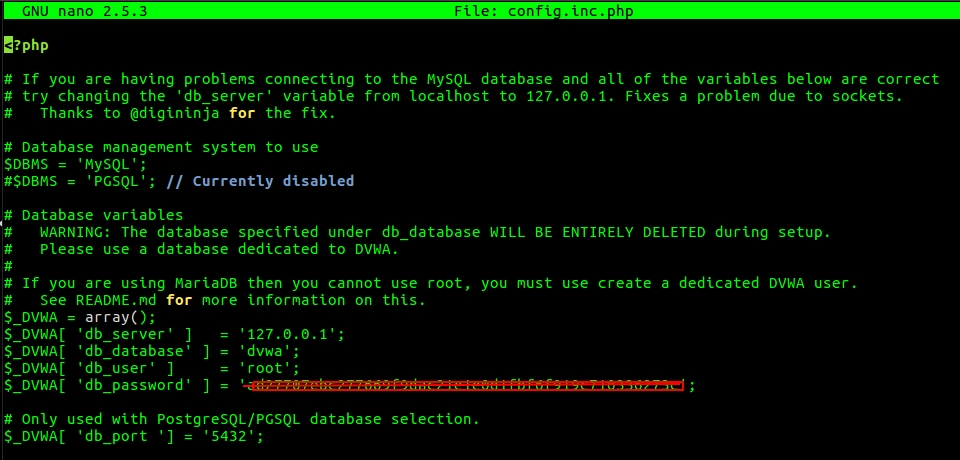 GNU nano 2.5.3 File: config.inc.php
<?php
# If you are having problems connecting to the MySQL database and all of the variables below are correct
# try changing the 'db_server' variable from localhost to 127.0.0.1. Fixes a problem due to sockets.
#   Thanks to @digininja for the fix.
# Database management system to use
$DBMS = 'MySQL';
#$DBMS = 'PGSQL'; // Currently disabled
# Database variables
#   WARNING: The database specified under db_database WILL BE ENTIRELY DELETED during setup.
#   Please use a database dedicated to DVWA.
#
# If you are using MariaDB then you cannot use root, you must use create a dedicated DVWA user.
#   See README.md for more information on this.
$_DVWA = array();
$_DVWA[ 'db_server' ]   = '127.0.0.1';
$_DVWA[ 'db_database' ] = 'dvwa';
$_DVWA[ 'db_user' ]     = 'root';
$_DVWA[ 'db_password' ] = '';
# Only used with PostgreSQL/PGSQL database selection.
$_DVWA[ 'db_port '] = '5432';